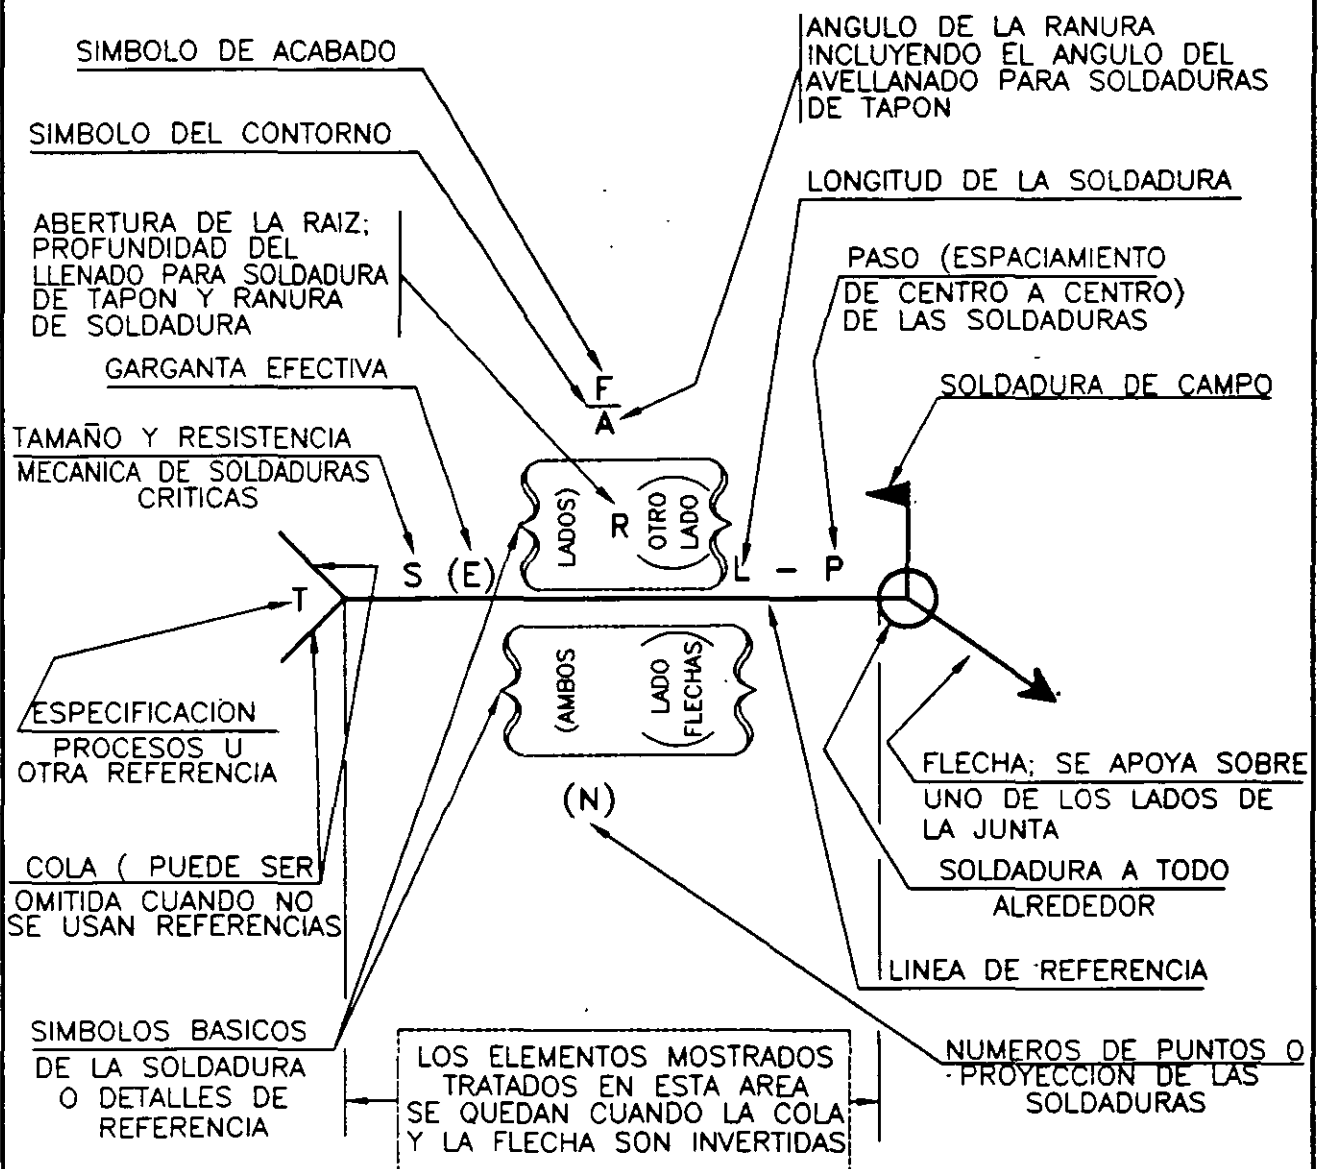 SIMBOLO DE ACABADO
SIMBOLO DEL CONTORNO
ABERTURA DE LA RAIZ;
PROFUNDIDAD DEL
LLENADO PARA SOLDADURA
DE TAPON Y RANURA
DE SOLDADURA
GARGANTA EFECTIVA
TAMAÑO Y RESISTENCIA
MECANICA DE SOLDADURAS
CRITICAS
ANGULO DE LA RANURA
INCLUYENDO EL ANGULO DEL
AVELLANADO PARA SOLDADURAS
DE TAPON
LONGITUD DE LA SOLDADURA
PASO (ESPACIAMIENTO
DE CENTRO A CENTRO)
DE LAS SOLDADURAS
SOLDADURA DE CAMPO
F
A
LADOS)
R
(OTRO
LADO)
S (E)
L - P
T
(AMBOS
(LADO
FLECHAS)
(N)
ESPECIFICACIÓN
PROCESOS U
OTRA REFERENCIA
COLA ( PUEDE SER
OMITIDA CUANDO NO
SE USAN REFERENCIAS
SIMBOLOS BASICOS
DE LA SOLDADURA
O DETALLES DE
REFERENCIA
FLECHA; SE APOYA SOBRE
UNO DE LOS LADOS DE
LA JUNTA
SOLDADURA A TODO
ALREDEDOR
LINEA DE REFERENCIA
NUMEROS DE PUNTOS O
PROYECCION DE LAS
SOLDADURAS
LOS ELEMENTOS MOSTRADOS
TRATADOS EN ESTA AREA
SE QUEDAN CUANDO LA COLA
Y LA FLECHA SON INVERTIDAS